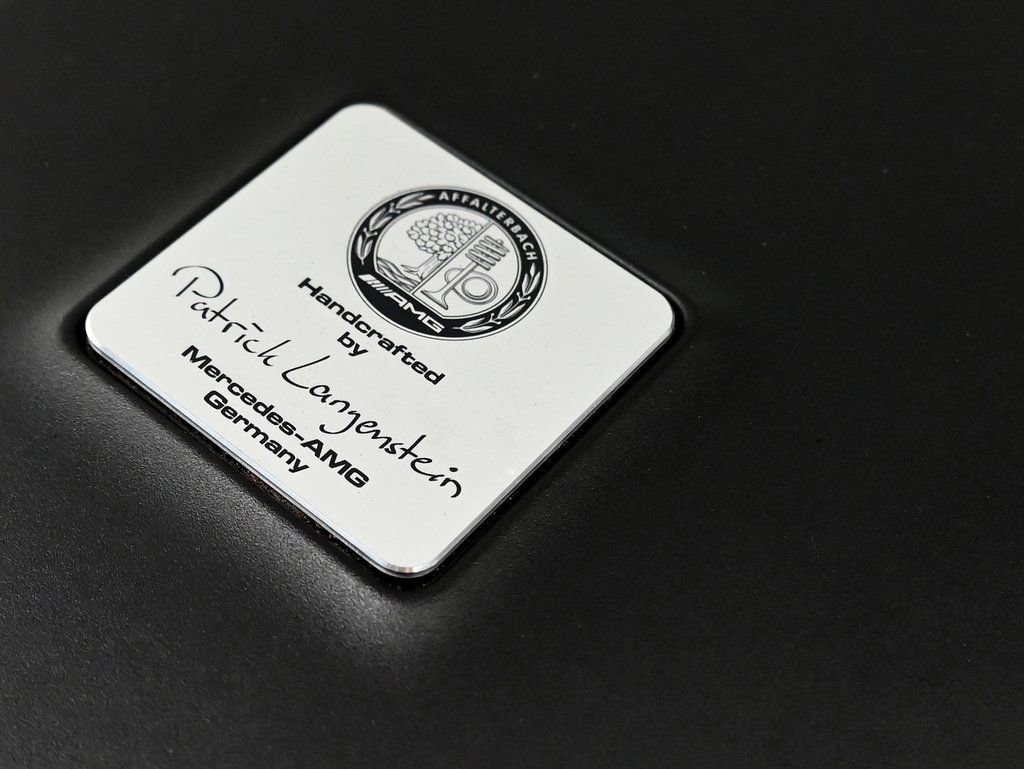 AFFALTERBACH
AMG
Handcrafted
by
Patrick Langenstein
Mercedes-AMG
Germany